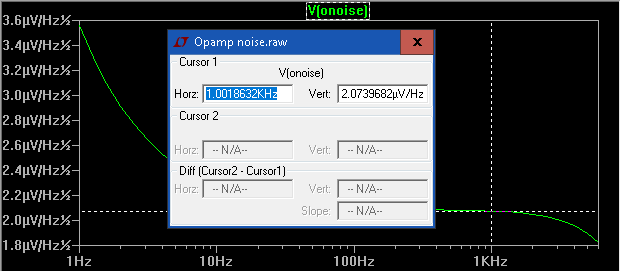 V(onoise)
3.6µV/Hz½
3.4µV/Hz½
3.2µV/Hz½
3.0µV/Hz½
2.8µV/Hz½
2.6µV/Hz½
2.4µV/Hz½
2.2µV/Hz½
2.0µV/Hz½
1.8µV/Hz½
1Hz 10Hz 100Hz 1KHz
Opamp noise.raw X
Cursor 1
V(onoise)
Horz: 1.0018632KHz Vert: 2.0739682µV/Hz
Cursor 2
Horz: -- N/A-- Vert: -- N/A--
Diff (Cursor2 - Cursor1)
Horz: -- N/A-- Vert: -- N/A--
Slope: -- N/A--